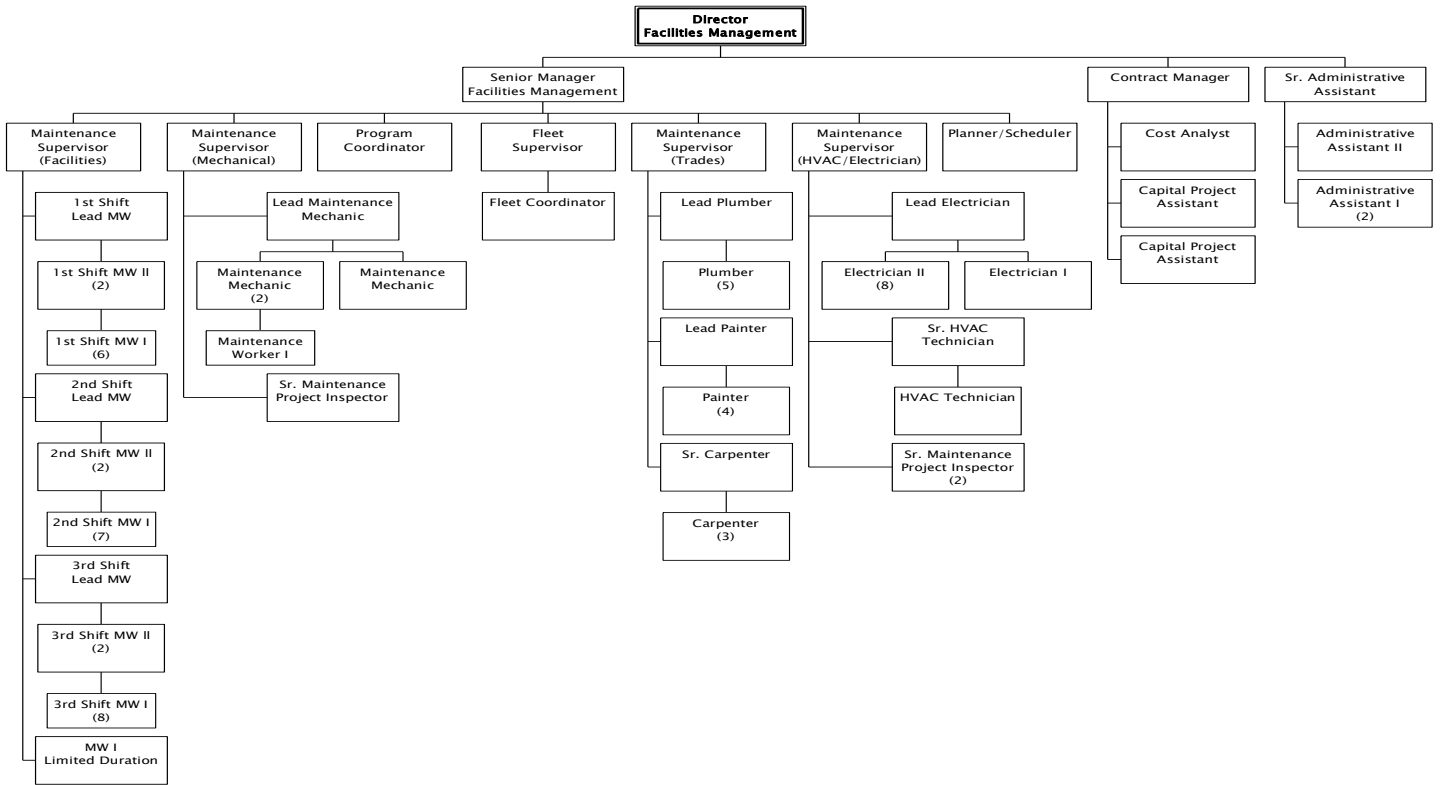 Director
Facilities Management
Senior Manager
Facilities Management
Contract Manager
Sr. Administrative
Assistant
Maintenance
Supervisor
(Facilities)
Maintenance
Supervisor
(Mechanical)
Program
Coordinator
Fleet
Supervisor
Maintenance
Supervisor
(Trades)
Maintenance
Supervisor
(HVAC/Electrician)
Planner/Scheduler
Cost Analyst
Administrative
Assistant II
Capital Project
Assistant
Administrative
Assistant I
(2)
Capital Project
Assistant
1st Shift
Lead MW
1st Shift MW ll
(2)
1st Shift MW I
(6)
2nd Shift
Lead MW
2nd Shift MW ll
(2)
2nd Shift MW I
(7)
3rd Shift
Lead MW
3rd Shift MW ll
(2)
3rd Shift MW I
(8)
MW I
Limited Duration
Lead Maintenance
Mechanic
Maintenance
Mechanic
(2)
Maintenance
Mechanic
Maintenance
Worker I
Sr. Maintenance
Project Inspector
Fleet Coordinator
Lead Plumber
Plumber
(5)
Lead Painter
Painter
(4)
Sr. Carpenter
Carpenter
(3)
Lead Electrician
Electrician II
(8)
Electrician I
Sr. HVAC
Technician
HVAC Technician
Sr. Maintenance
Project Inspector
(2)